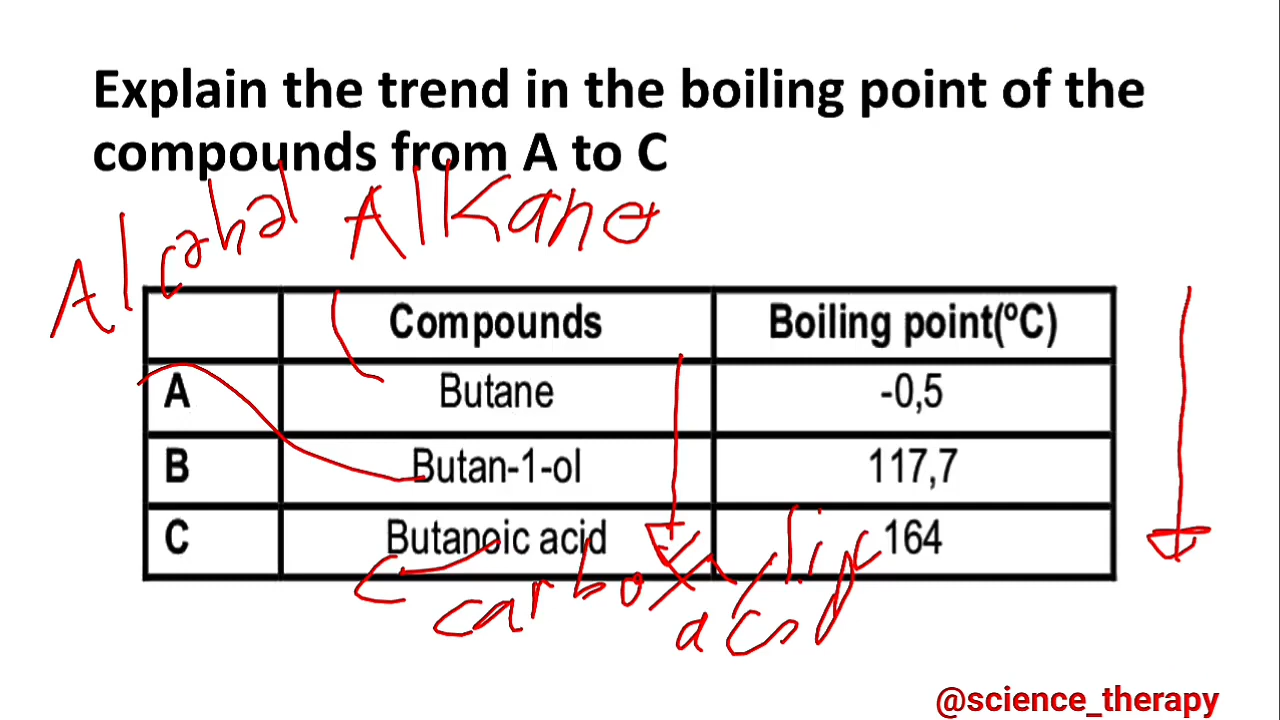 Explain the trend in the boiling point of the
compounds from A to C
Alcohol Alkane
Compounds Boiling point(ºC)
A Butane -0,5
B Butan-1-ol 117,7
C Butanoic acid 164
carboxylic
acid
@science_therapy